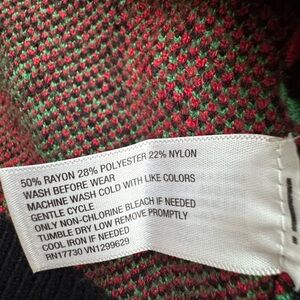 50% RAYON 28% POLYESTER 22% NYLON
WASH BEFORE WEAR
MACHINE WASH COLD WITH LIKE COLORS
GENTLE CYCLE
ONLY NON-CHLORINE BLEACH IF NEEDED
TUMBLE DRY LOW REMOVE PROMPTLY
COOL IRON IF NEEDED
RN17730 VN1299629